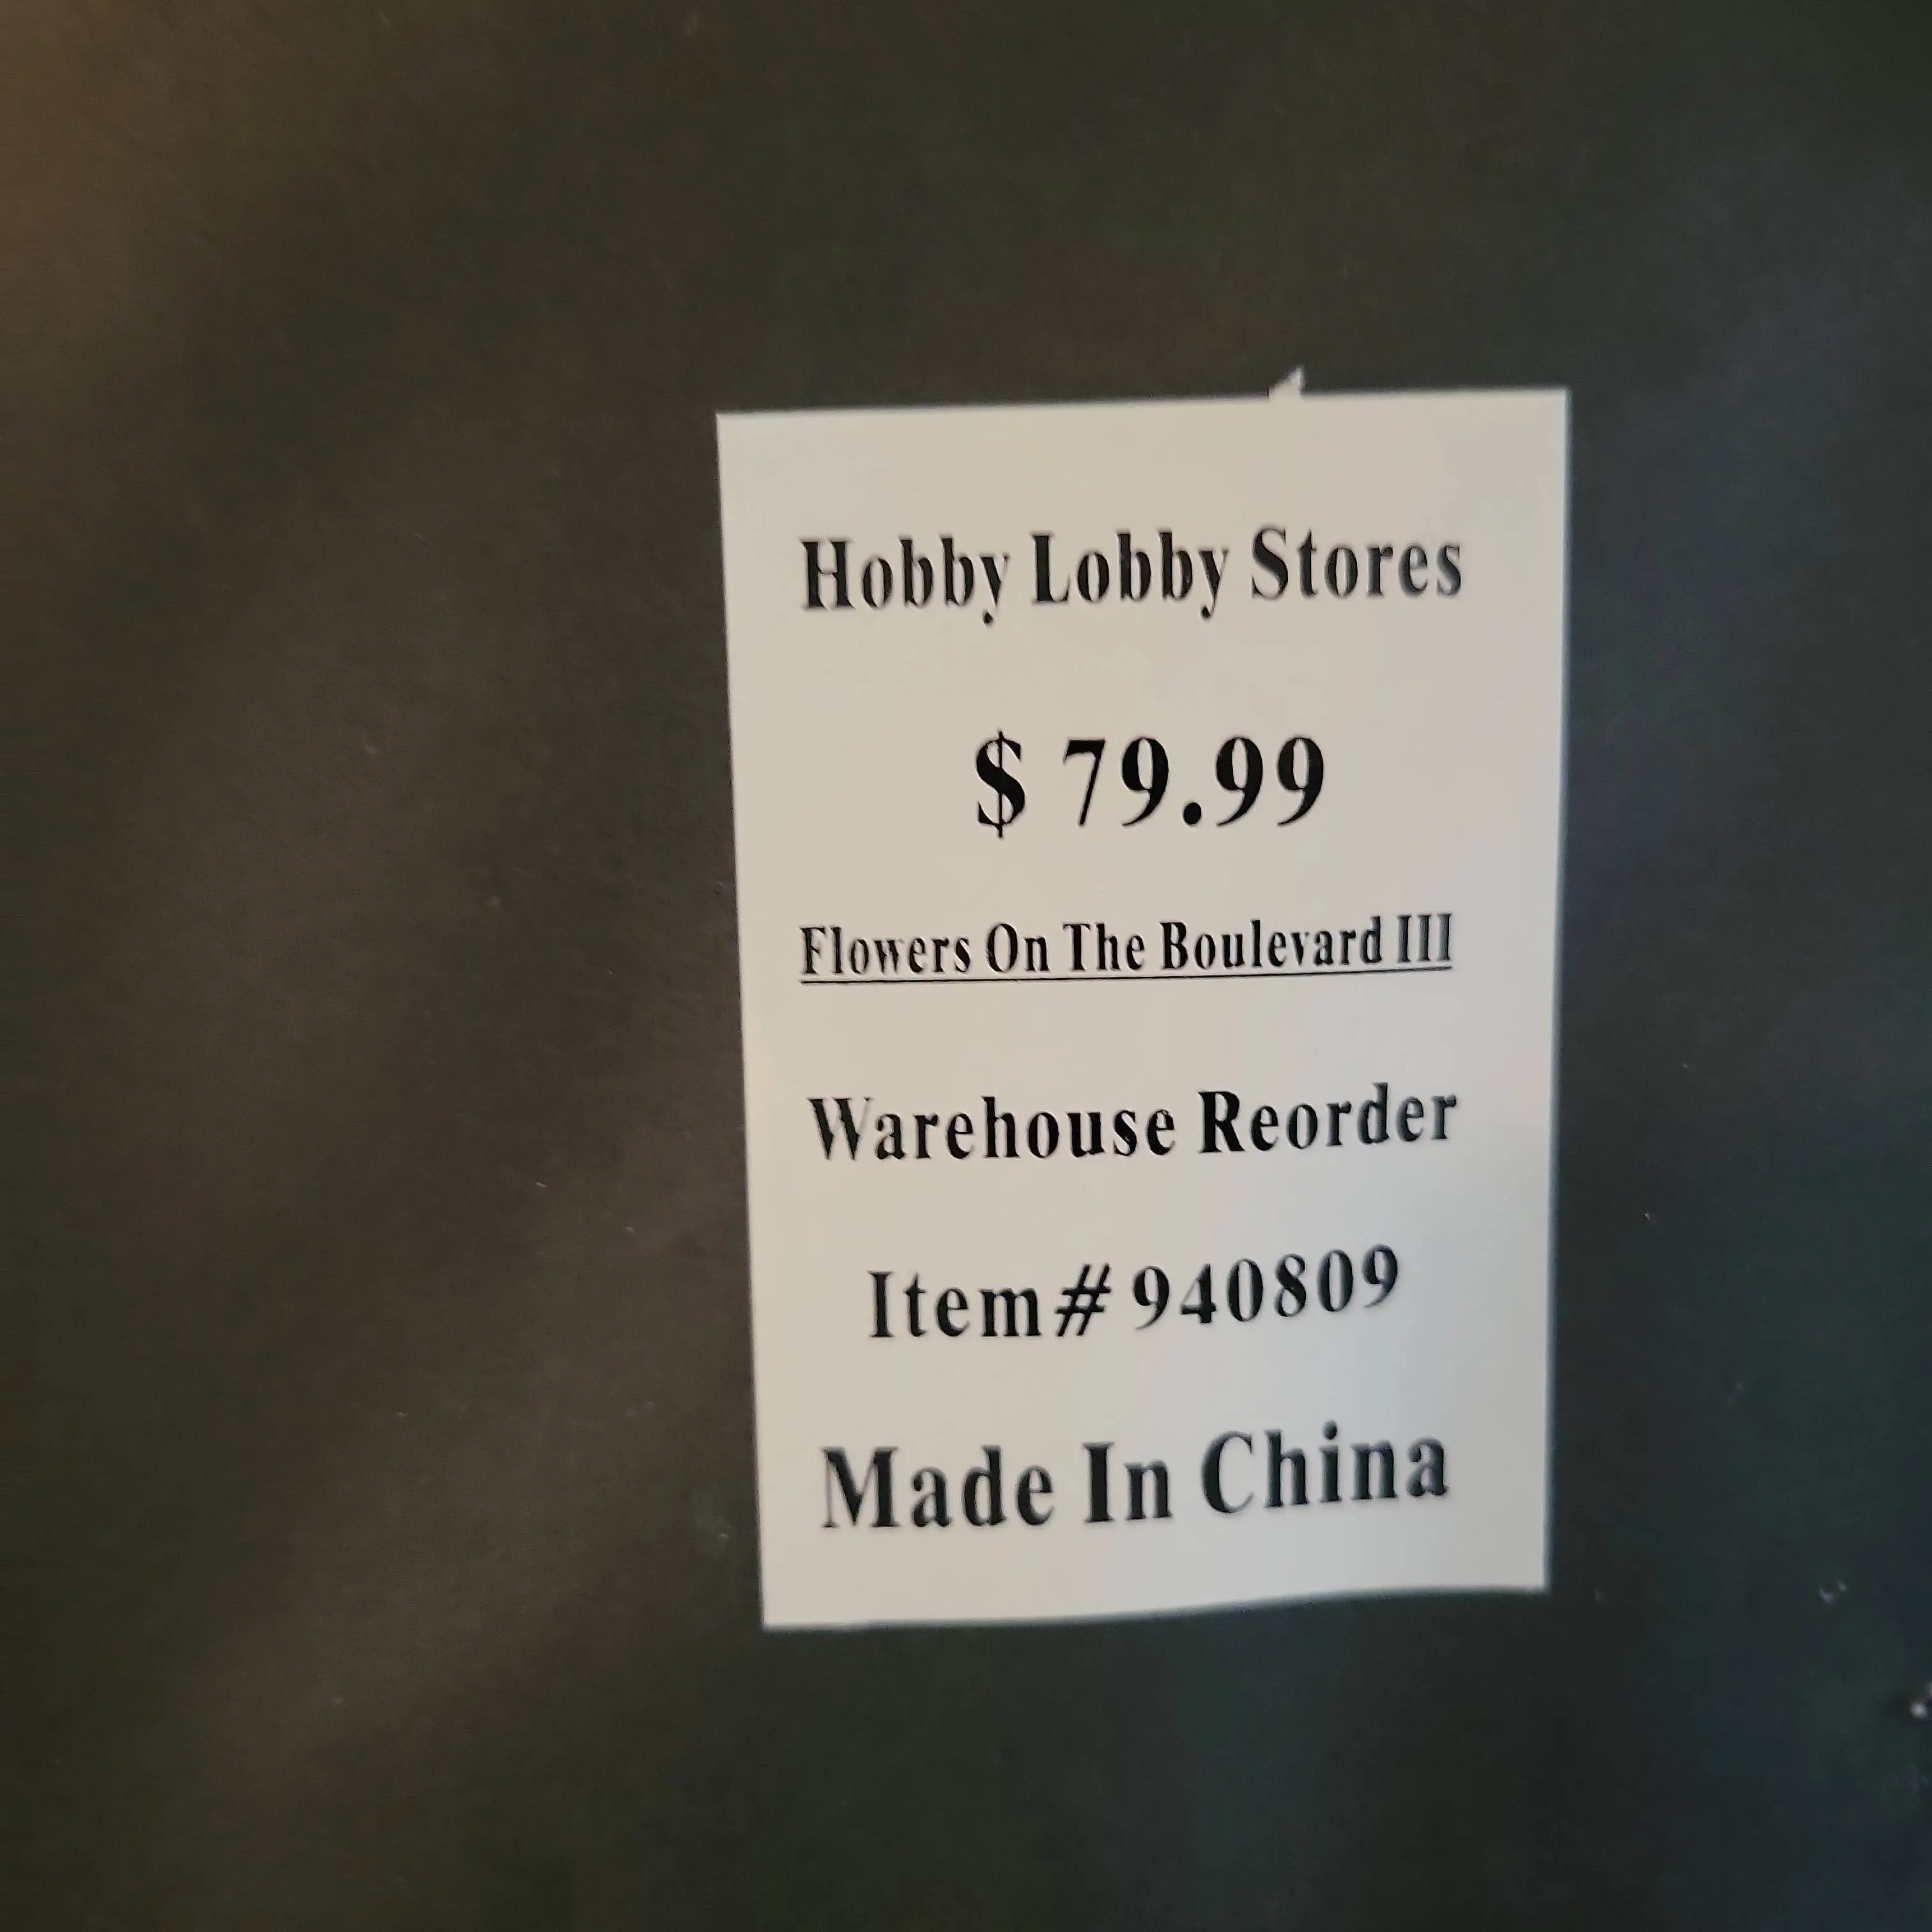 Hobby Lobby Stores
$ 79.99
Flowers On The Boulevard III
Warehouse Reorder
Item# 940809
Made In China